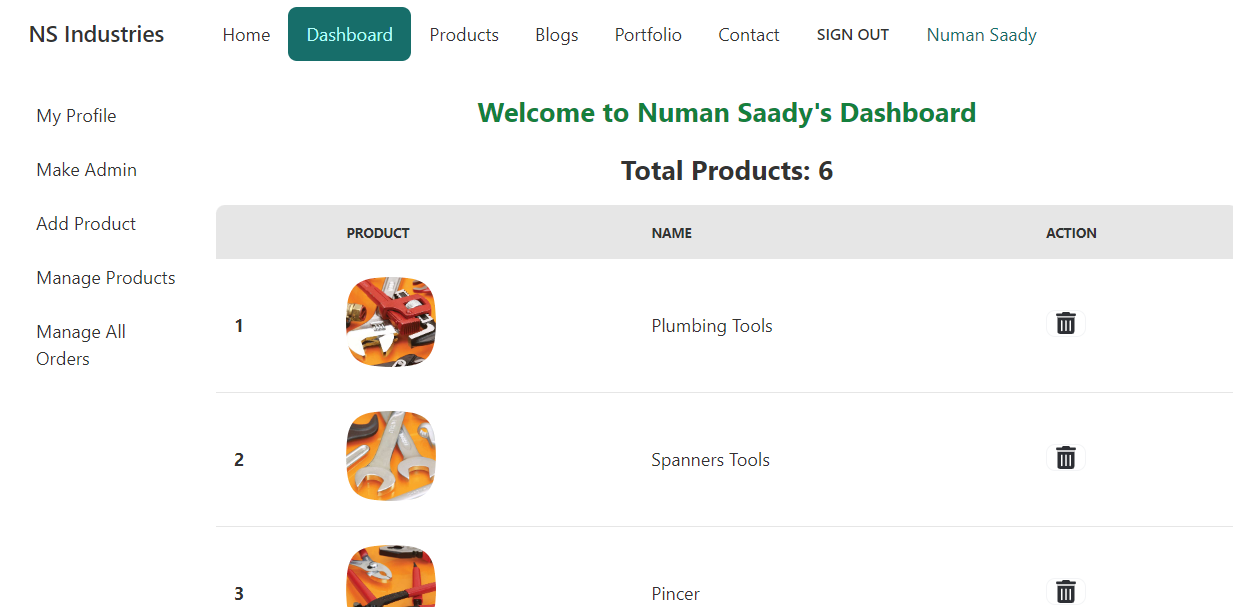 NS Industries Home Dashboard Products Blogs Portfolio Contact SIGN OUT Numan Saady
My Profile
Make Admin
Add Product
Manage Products
Manage All
Orders
Welcome to Numan Saady's Dashboard
Total Products: 6
PRODUCT NAME ACTION
1 Plumbing Tools
2 Spanners Tools
3 Pincer